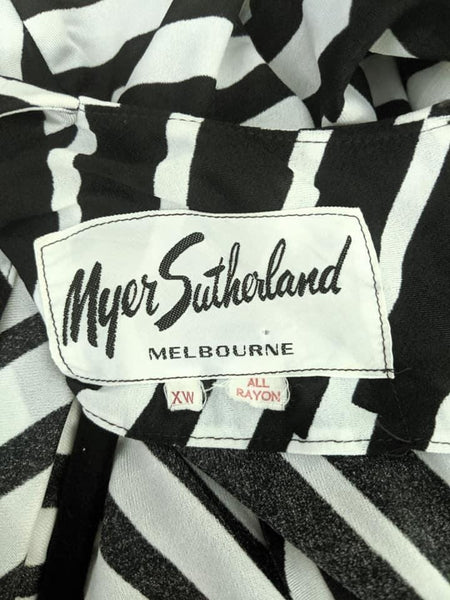 Myer Sutherland
MELBOURNE
XW
ALL
RAYON